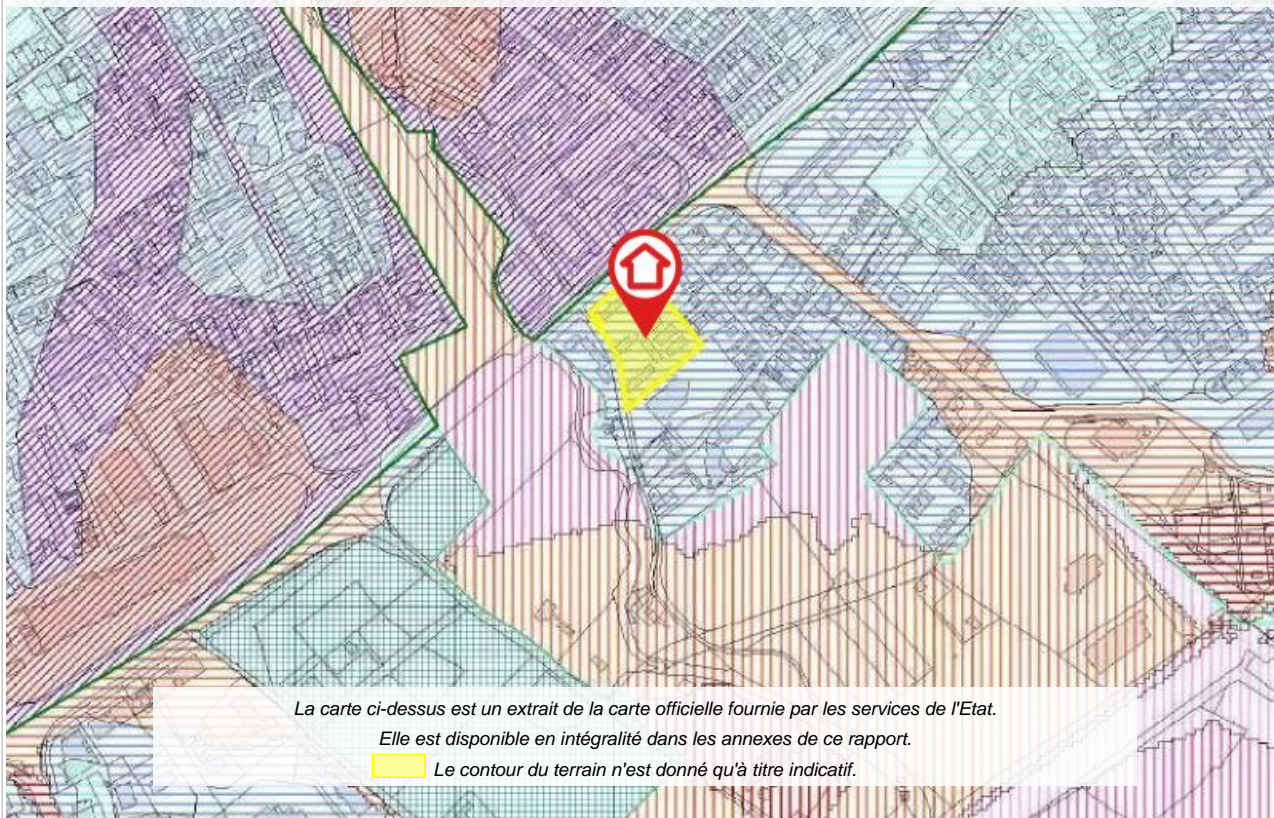 La carte ci-dessus est un extrait de la carte officielle fournie par les services de l'Etat.
Elle est disponible en intégralité dans les annexes de ce rapport.
Le contour du terrain n'est donné qu'à titre indicatif.